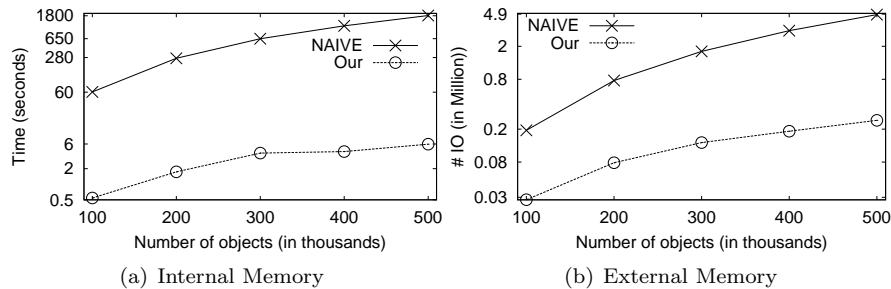 1800
650
280
60
6
2
0.5
Time (seconds)
NAIVE
Our
100 200 300 400 500
Number of objects (in thousands)
(a) Internal Memory
4.9
2
0.8
0.2
0.08
0.03
# IO (in Million))
NAIVE
Our
100 200 300 400 500
Number of objects (in thousands)
(b) External Memory